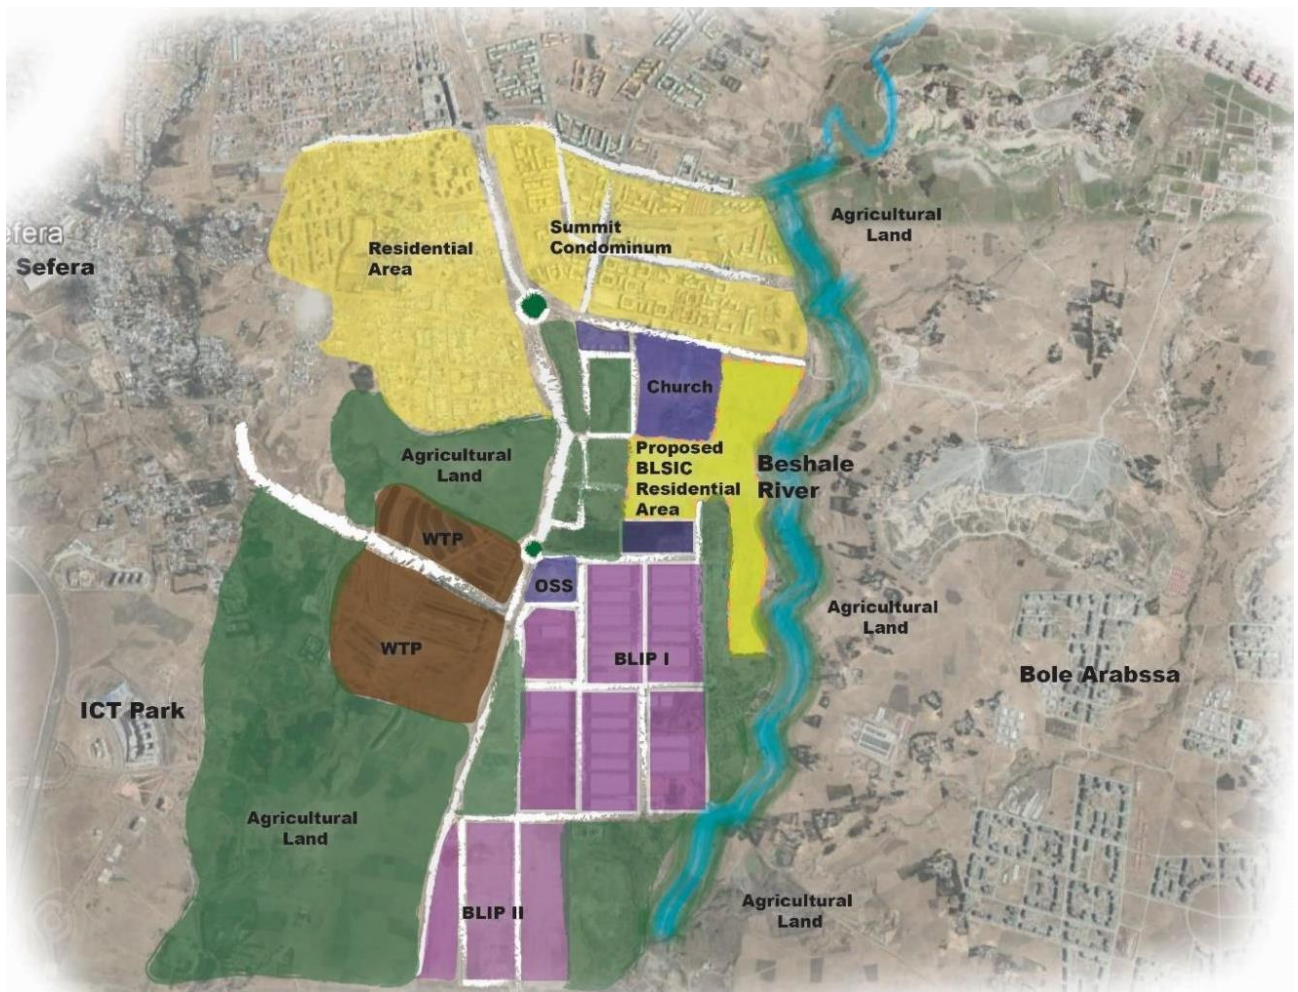 Agricultural
Land
Summit
Condominum
Residential
Area
efera
Sefera
Church
Proposed
BLSIC
Residential
Area
Beshale
River
Agricultural
Land
WTP
OSS
Agricultural
Land
WTP
BLIP I
Bole Arabssa
ICT Park
Agricultural
Land
Agricultural
Land
BLIP II